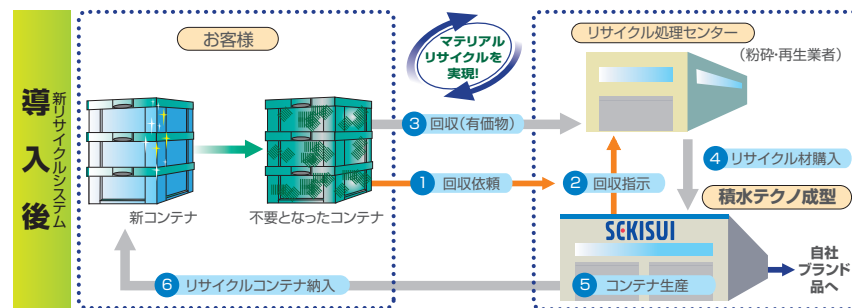 導入後
新リサイクルシステム
お客様
マテリアル
リサイクルを
実現!
リサイクル処理センター
(粉砕・再生業者)
3 回収(有価物)
1 回収依頼
2 回収指示
4 リサイクル材購入
積水テクノ成型
新コンテナ
不要となったコンテナ
SEKISUI
6 リサイクルコンテナ納入
5 コンテナ生産
自社
ブランド
品へ